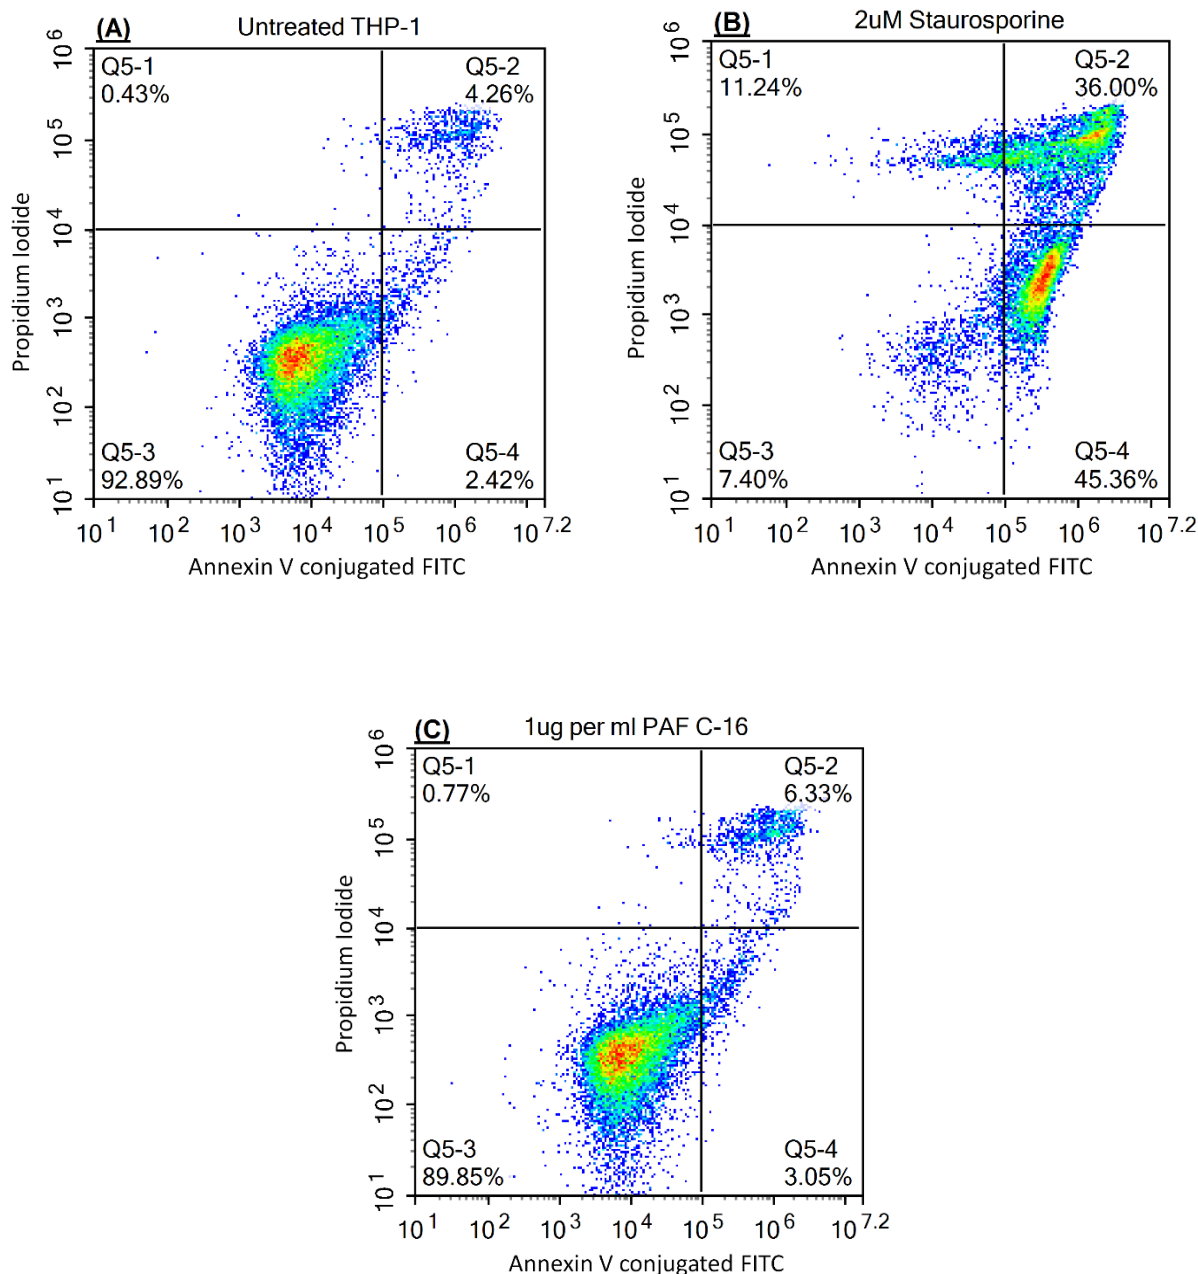 (A) Untreated THP-1
Q5-1
0.43%
Q5-2
4.26%
Q5-3
92.89%
Q5-4
2.42%
Propidium Iodide
10^6
10^5
10^4
10^3
10^2
10^1
10^1 10^2 10^3 10^4 10^5 10^6 10^7.2
Annexin V conjugated FITC
(B) 2uM Staurosporine
Q5-1
11.24%
Q5-2
36.00%
Q5-3
7.40%
Q5-4
45.36%
Propidium Iodide
10^6
10^5
10^4
10^3
10^2
10^1
10^1 10^2 10^3 10^4 10^5 10^6 10^7.2
Annexin V conjugated FITC
(C) 1ug per ml PAF C-16
Q5-1
0.77%
Q5-2
6.33%
Q5-3
89.85%
Q5-4
3.05%
Propidium Iodide
10^6
10^5
10^4
10^3
10^2
10^1
10^1 10^2 10^3 10^4 10^5 10^6 10^7.2
Annexin V conjugated FITC